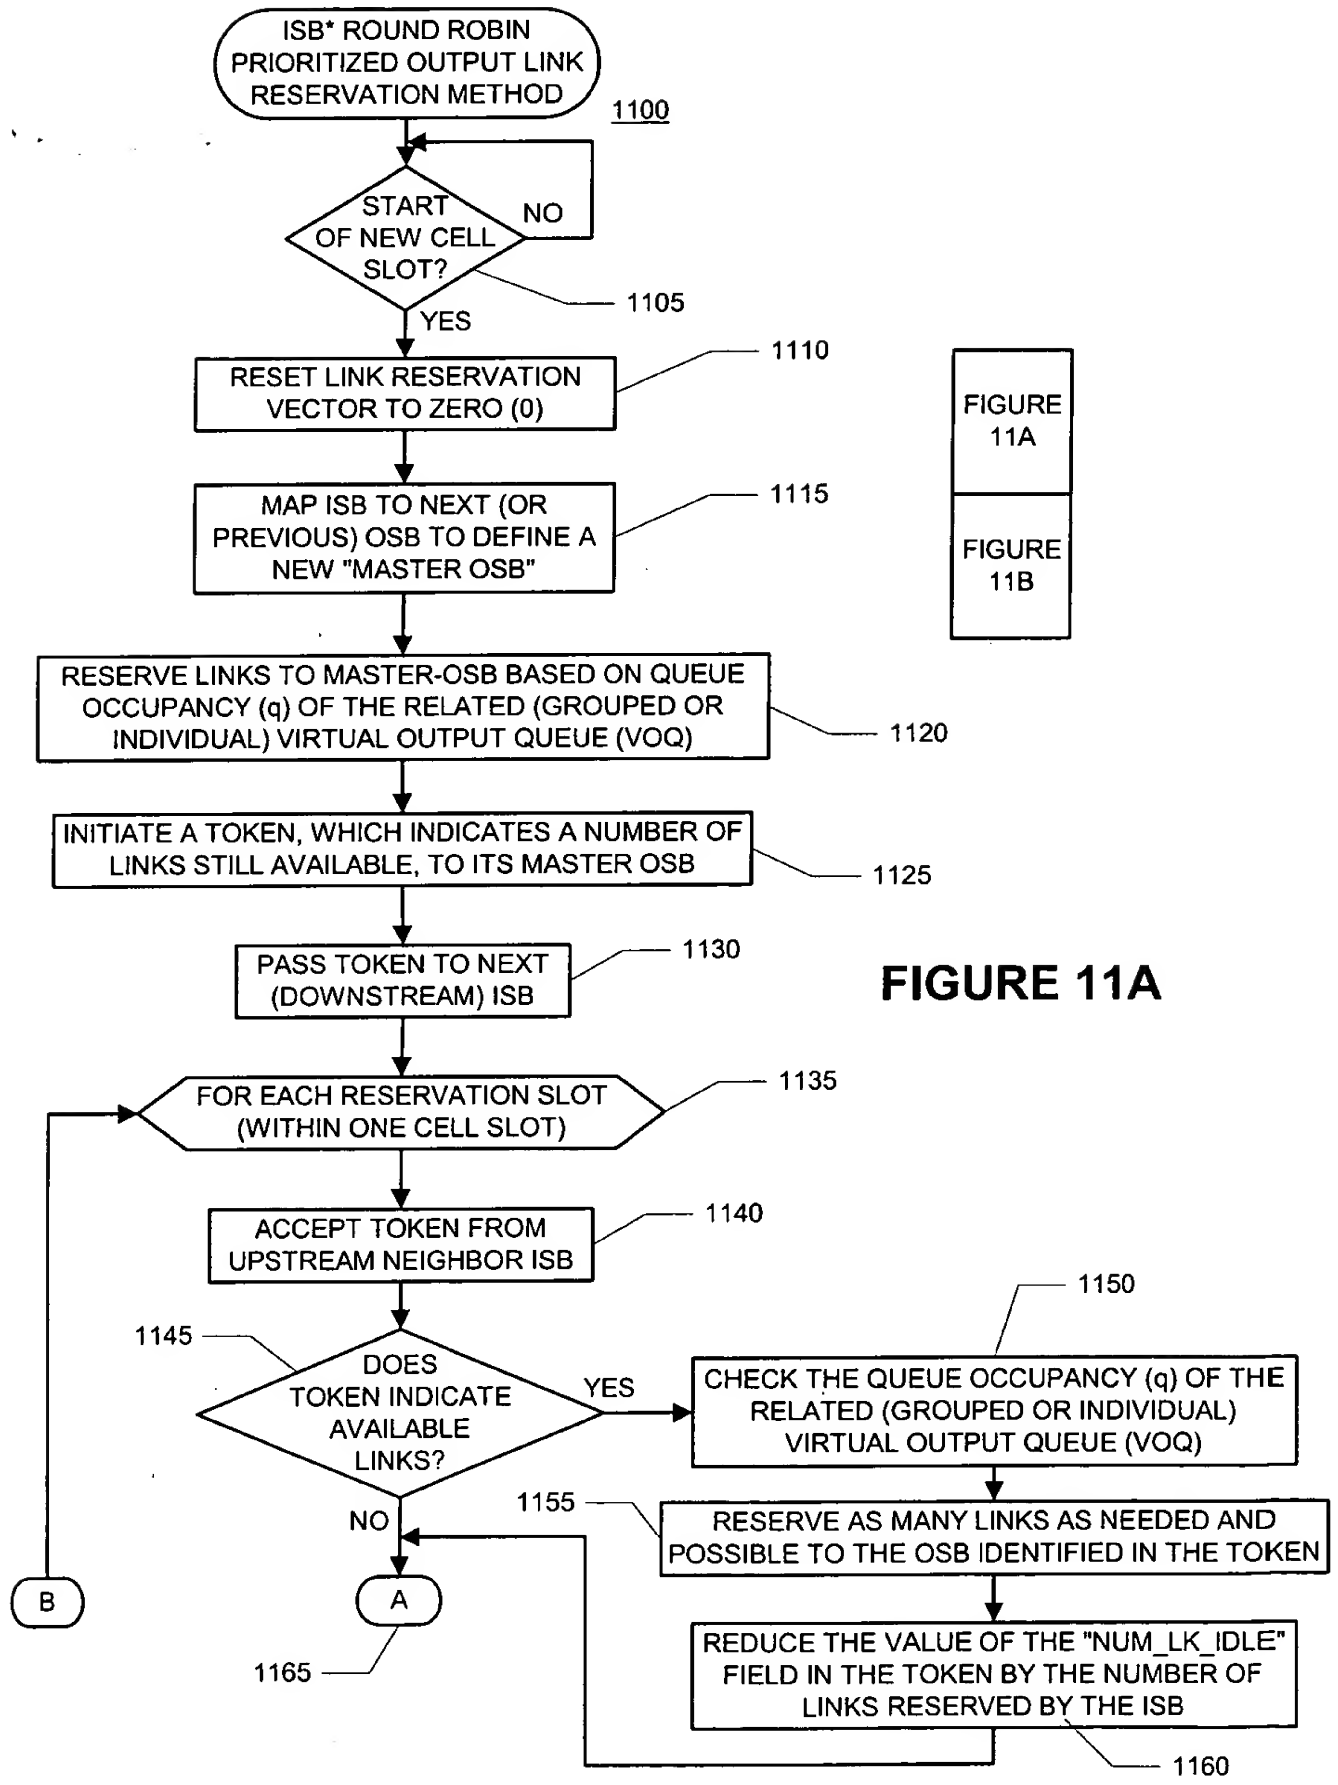 ISB* ROUND ROBIN
PRIORITIZED OUTPUT LINK
RESERVATION METHOD
1100
START
OF NEW CELL
SLOT?
NO
1105
YES
1110
RESET LINK RESERVATION
VECTOR TO ZERO (0)
FIGURE
11A
1115
MAP ISB TO NEXT (OR
PREVIOUS) OSB TO DEFINE A
NEW "MASTER OSB"
FIGURE
11B
RESERVE LINKS TO MASTER-OSB BASED ON QUEUE
OCCUPANCY (q) OF THE RELATED (GROUPED OR
INDIVIDUAL) VIRTUAL OUTPUT QUEUE (VOQ)
1120
INITIATE A TOKEN, WHICH INDICATES A NUMBER OF
LINKS STILL AVAILABLE, TO ITS MASTER OSB
1125
PASS TOKEN TO NEXT
(DOWNSTREAM) ISB
1130
FIGURE 11A
FOR EACH RESERVATION SLOT
(WITHIN ONE CELL SLOT)
1135
ACCEPT TOKEN FROM
UPSTREAM NEIGHBOR ISB
1140
1145
DOES
TOKEN INDICATE
AVAILABLE
LINKS?
YES
1150
CHECK THE QUEUE OCCUPANCY (q) OF THE
RELATED (GROUPED OR INDIVIDUAL)
VIRTUAL OUTPUT QUEUE (VOQ)
NO
1155
RESERVE AS MANY LINKS AS NEEDED AND
POSSIBLE TO THE OSB IDENTIFIED IN THE TOKEN
B
A
1165
REDUCE THE VALUE OF THE "NUM_LK_IDLE"
FIELD IN THE TOKEN BY THE NUMBER OF
LINKS RESERVED BY THE ISB
1160